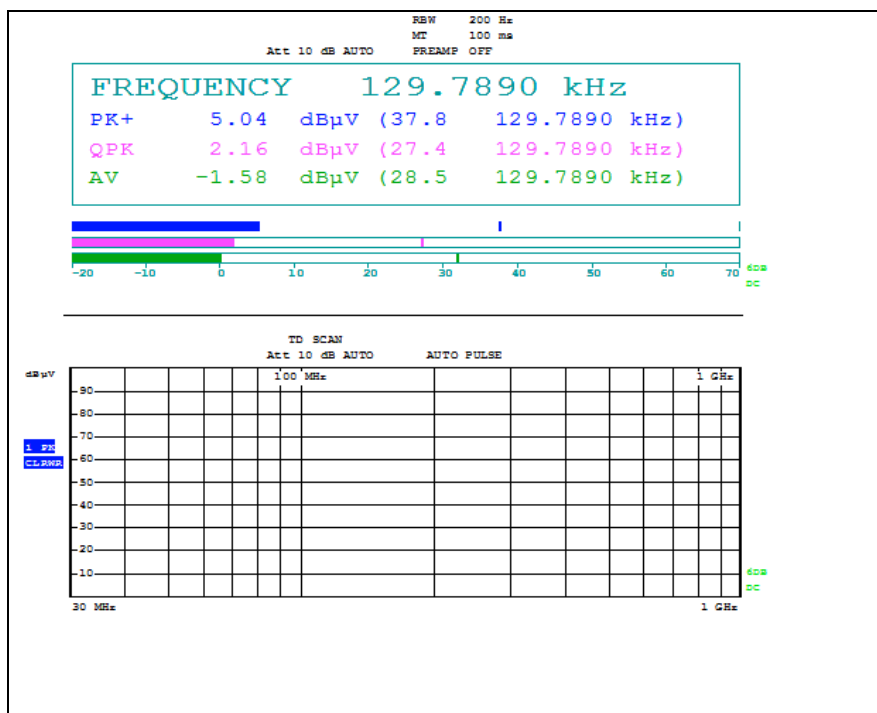 RBW 200 Hz
MT 100 ms
Att 10 dB AUTO PREAMP OFF
FREQUENCY 129.7890 kHz
PK+ 5.04 dBµV (37.8 129.7890 kHz)
QPK 2.16 dBµV (27.4 129.7890 kHz)
AV -1.58 dBµV (28.5 129.7890 kHz)
-20 -10 0 10 20 30 40 50 60 70 6DB
DC
TD SCAN
Att 10 dB AUTO AUTO PULSE
dBµV 100 MHz 1 GHz
90
80
70
1 PK
60
CLRWR
50
40
30
20
10 6DB
DC
30 MHz 1 GHz